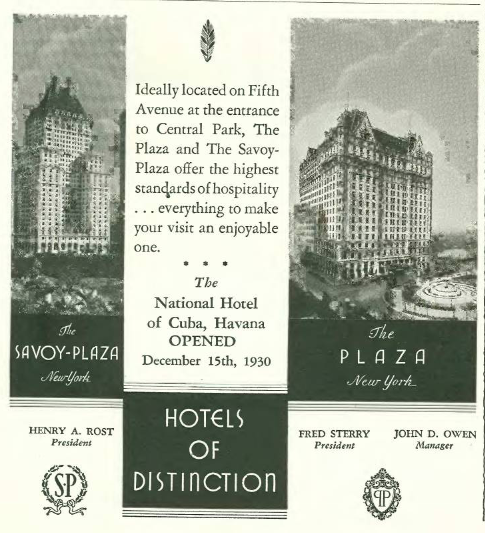 Ideally located on Fifth
Avenue at the entrance
to Central Park, The
Plaza and The Savoy-
Plaza offer the highest
standards of hospitality
. . . everything to make
your visit an enjoyable
one.
* * *
The
National Hotel
of Cuba, Havana
OPENED
December 15th, 1930
The
SAVOY-PLAZA
New York
The
PLAZA
New York
HOTELS
OF
DISTINCTION
HENRY A. ROST
President
S-P
FRED STERRY
President
JOHN D. OWEN
Manager
PP